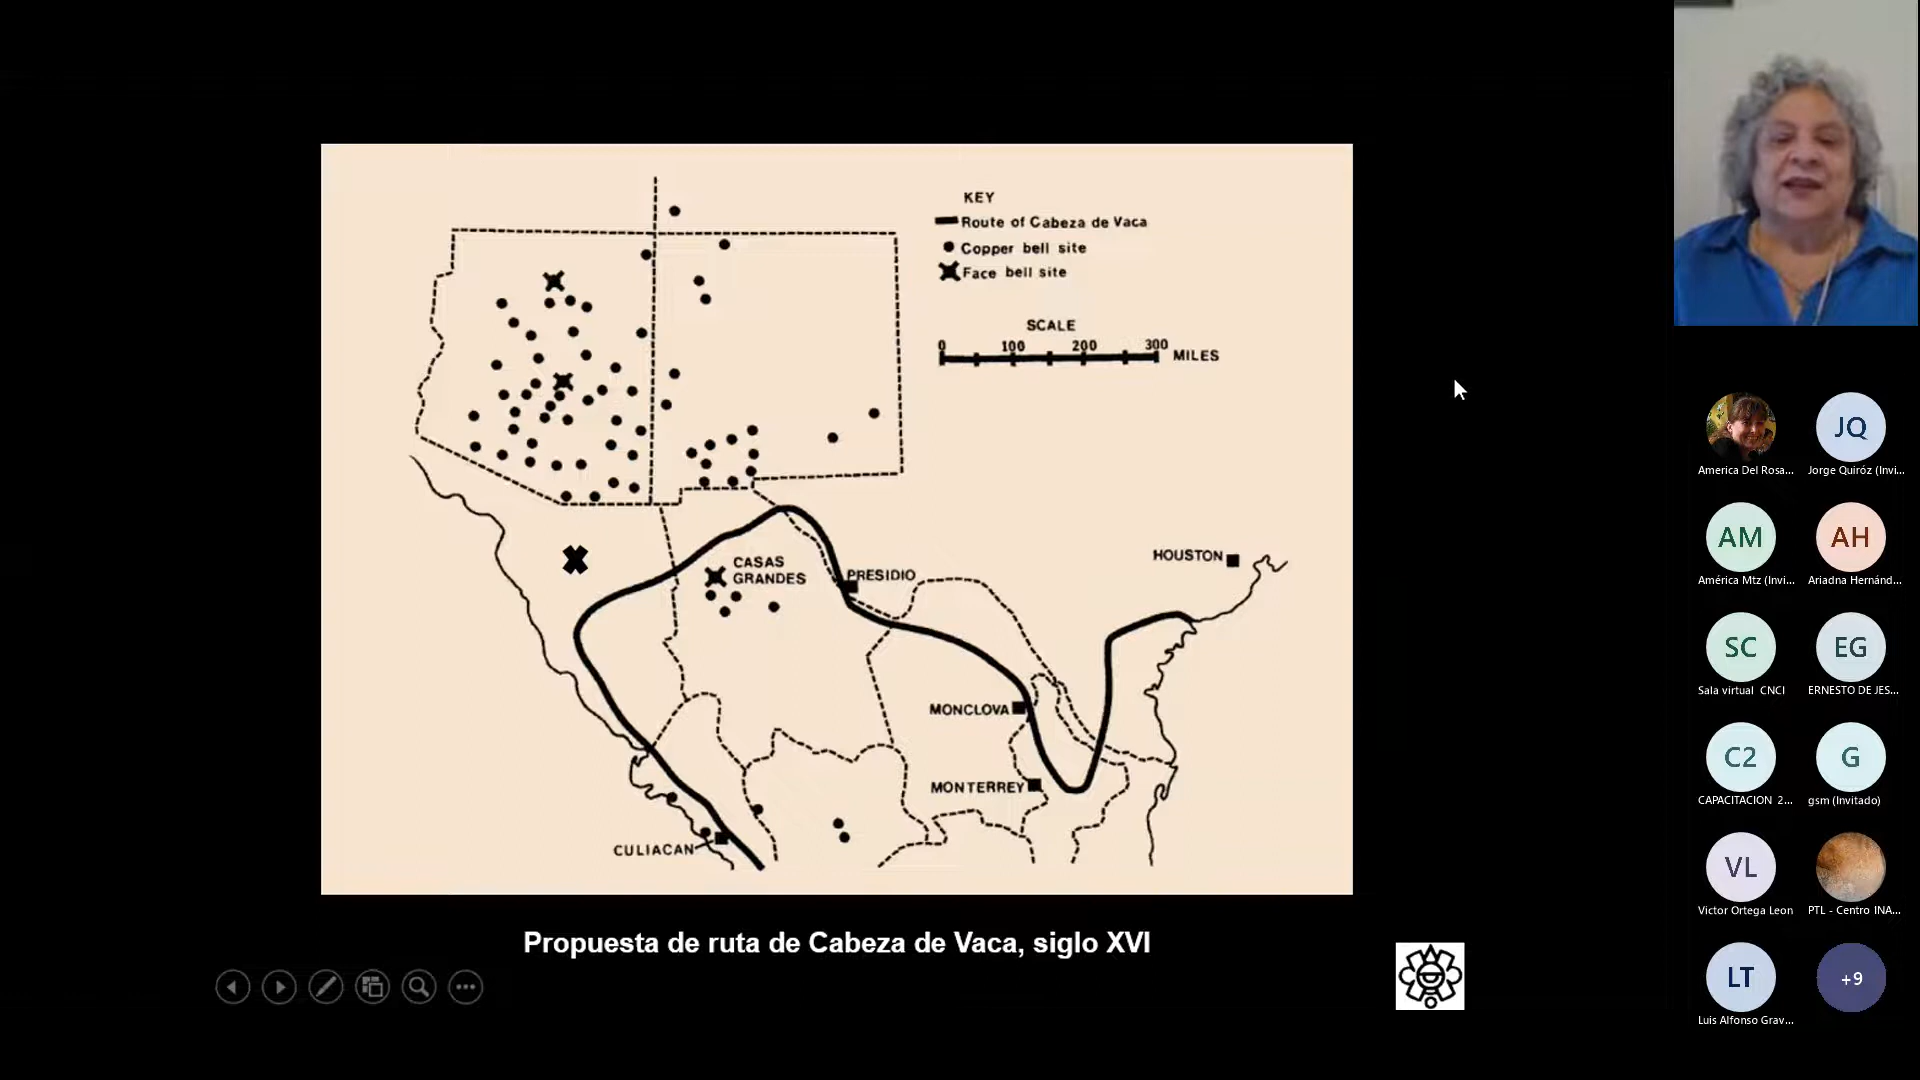 KEY
Route of Cabeza de Vaca
Copper bell site
Face bell site
SCALE
0 100 200 300
MILES
CASAS
GRANDES
PRESIDIO
HOUSTON
MONCLOVA
MONTERREY
CULIACAN
Propuesta de ruta de Cabeza de Vaca, siglo XVI
America Del Rosa...
JQ
Jorge Quiróz (Invi...
AM
América Mtz (Invi...
AH
Ariadna Hernánd...
SC
Sala virtual CNCI
EG
ERNESTO DE JES...
C2
CAPACITACION 2...
G
gsm (Invitado)
VL
Victor Ortega Leon
PTL - Centro INA...
LT
Luis Alfonso Grav...
+9